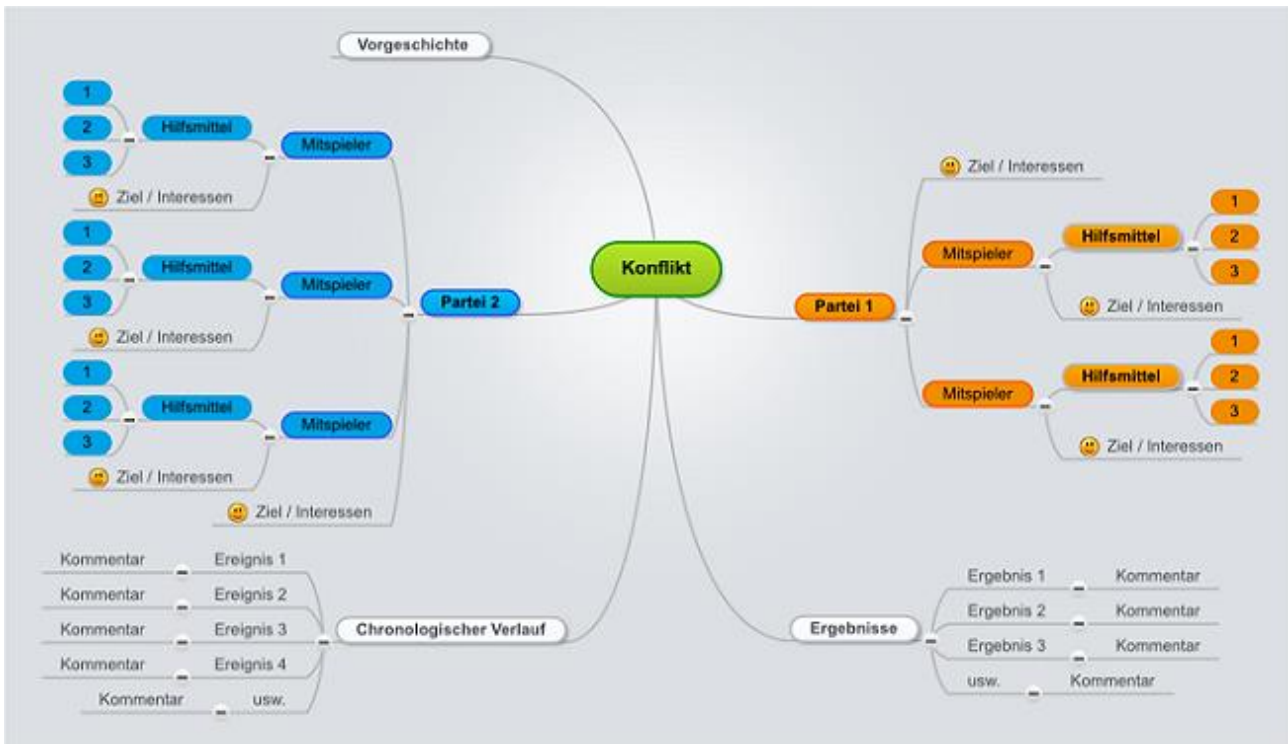 Vorgeschichte
1
2
3
Hilfsmittel
Mitspieler
Ziel / Interessen
1
2
3
Hilfsmittel
Mitspieler
Ziel / Interessen
1
2
3
Hilfsmittel
Mitspieler
Ziel / Interessen
Partei 2
Ziel / Interessen
Konflikt
Partei 1
Ziel / Interessen
Mitspieler
Hilfsmittel
1
2
3
Ziel / Interessen
Mitspieler
Hilfsmittel
1
2
3
Ziel / Interessen
Kommentar Ereignis 1
Kommentar Ereignis 2
Kommentar Ereignis 3
Kommentar Ereignis 4
Kommentar usw.
Chronologischer Verlauf
Ergebnisse
Ergebnis 1 Kommentar
Ergebnis 2 Kommentar
Ergebnis 3 Kommentar
usw. Kommentar